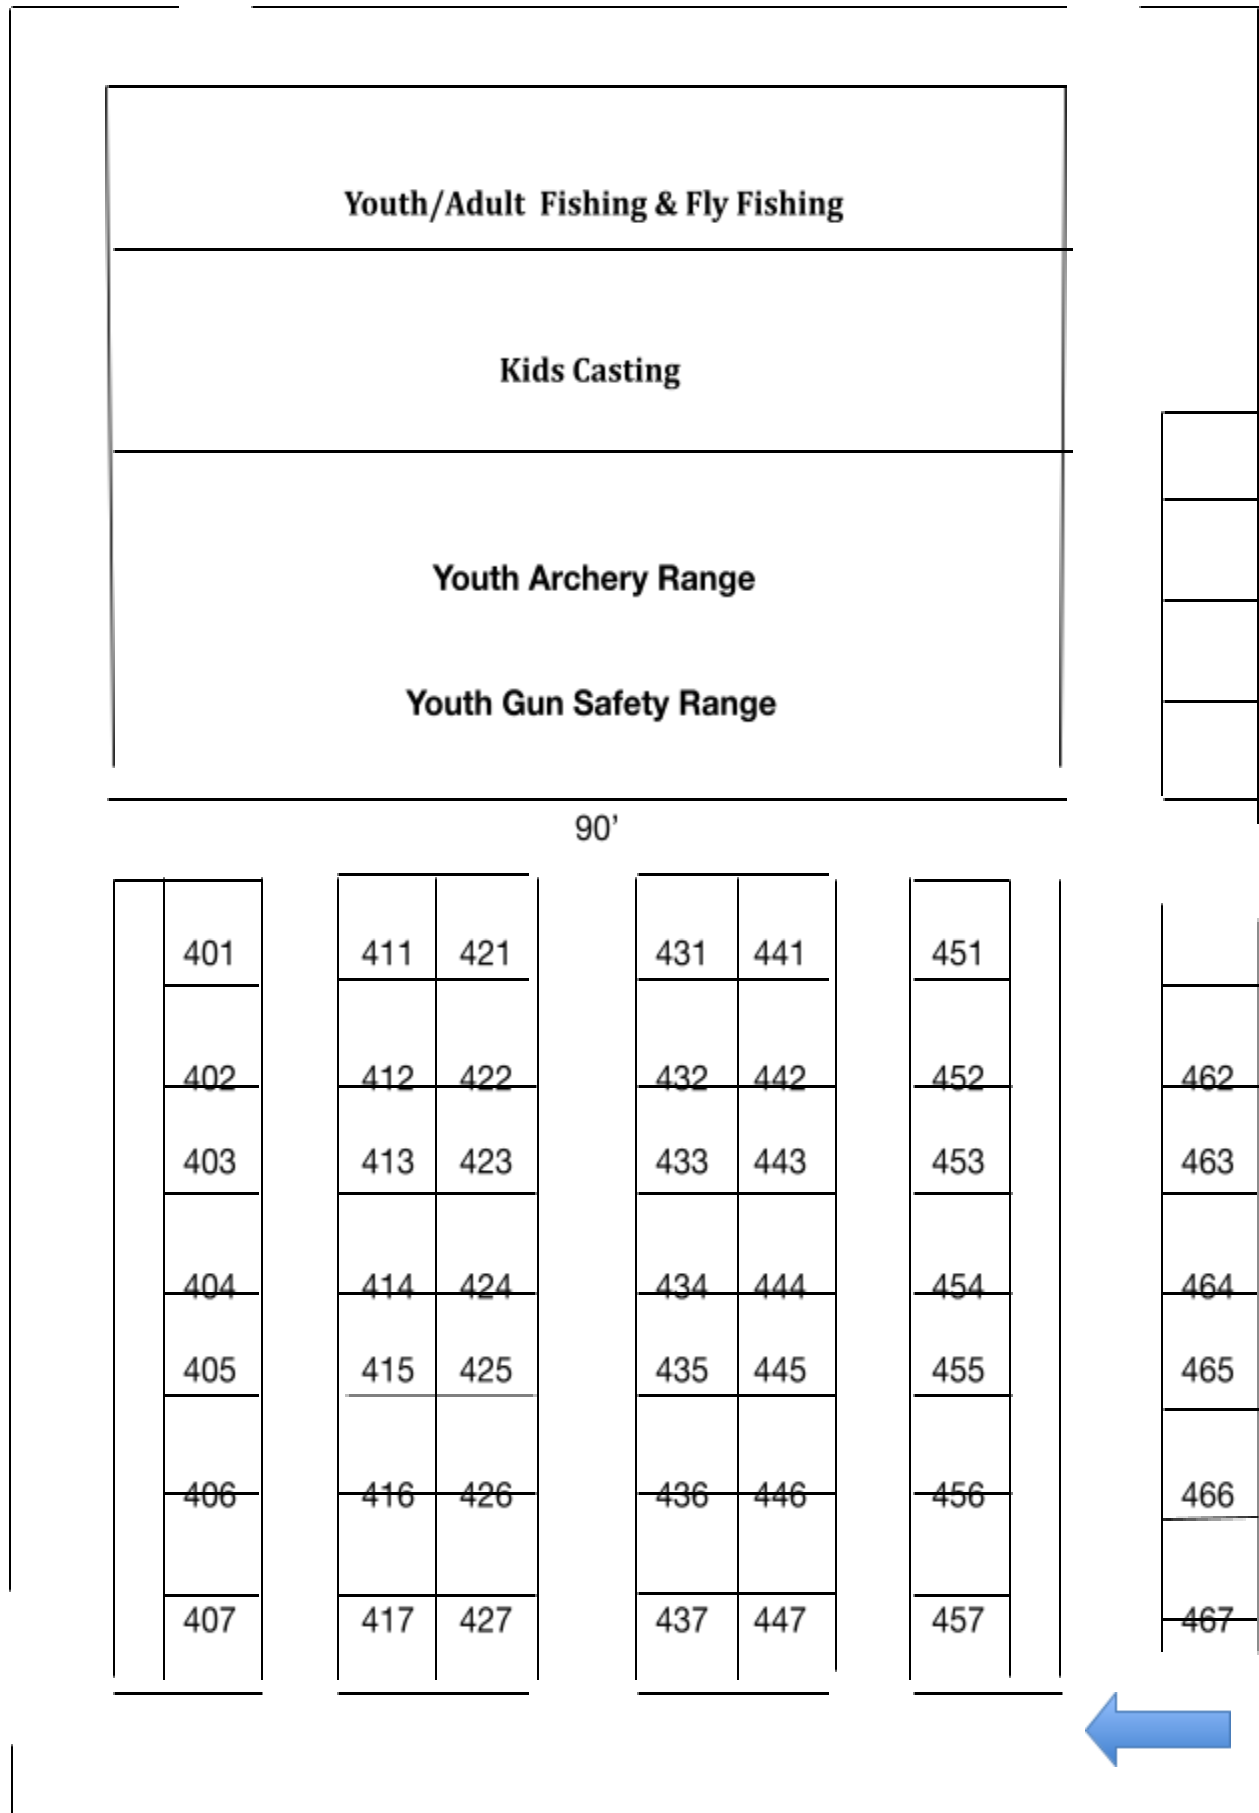 Youth/Adult  Fishing & Fly Fishing
Kids Casting
Youth Archery Range
Youth Gun Safety Range
90’
401 411 421 431 441 451
402 412 422 432 442 452 462
403 413 423 433 443 453 463
404 414 424 434 444 454 464
405 415 425 435 445 455 465
406 416 426 436 446 456 466
407 417 427 437 447 457 467